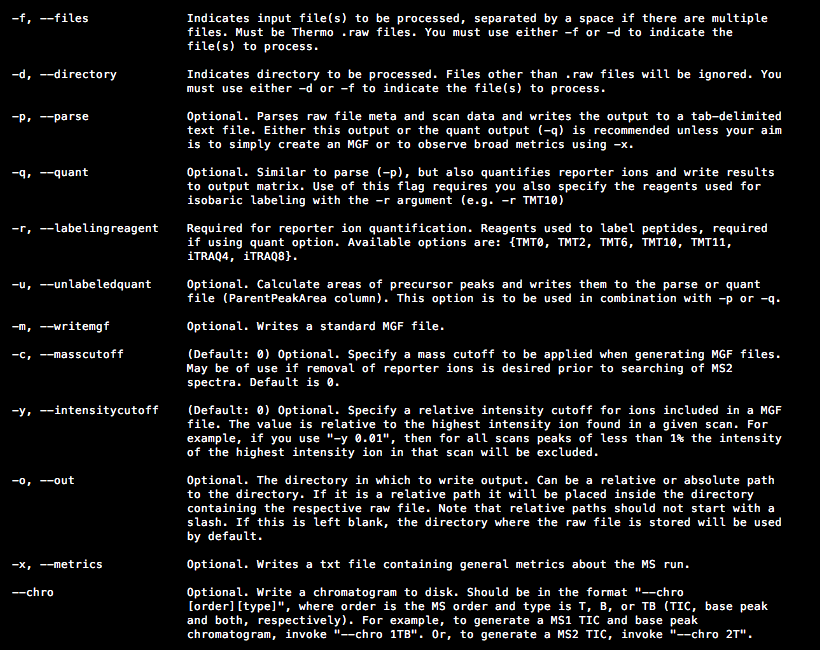 -f, --files Indicates input file(s) to be processed, separated by a space if there are multiple
files. Must be Thermo .raw files. You must use either -f or -d to indicate the
file(s) to process.
-d, --directory Indicates directory to be processed. Files other than .raw files will be ignored. You
must use either -d or -f to indicate the file(s) to process.
-p, --parse Optional. Parses raw file meta and scan data and writes the output to a tab-delimited
text file. Either this output or the quant output (-q) is recommended unless your aim
is to simply create an MGF or to observe broad metrics using -x.
-q, --quant Optional. Similar to parse (-p), but also quantifies reporter ions and write results
to output matrix. Use of this flag requires you also specify the reagents used for
isobaric labeling with the -r argument (e.g. -r TMT10)
-r, --labelingreagent Required for reporter ion quantification. Reagents used to label peptides, required
if using quant option. Available options are: {TMT0, TMT2, TMT6, TMT10, TMT11,
iTRAQ4, iTRAQ8}.
-u, --unlabeledquant Optional. Calculate areas of precursor peaks and writes them to the parse or quant
file (ParentPeakArea column). This option is to be used in combination with -p or -q.
-m, --writemgf Optional. Writes a standard MGF file.
-c, --masscutoff (Default: 0) Optional. Specify a mass cutoff to be applied when generating MGF files.
May be of use if removal of reporter ions is desired prior to searching of MS2
spectra. Default is 0.
-y, --intensitycutoff (Default: 0) Optional. Specify a relative intensity cutoff for ions included in a MGF
file. The value is relative to the highest intensity ion found in a given scan. For
example, if you use "-y 0.01", then for all scans peaks of less than 1% the intensity
of the highest intensity ion in that scan will be excluded.
-o, --out Optional. The directory in which to write output. Can be a relative or absolute path
to the directory. If it is a relative path it will be placed inside the directory
containing the respective raw file. Note that relative paths should not start with a
slash. If this is left blank, the directory where the raw file is stored will be used
by default.
-x, --metrics Optional. Writes a txt file containing general metrics about the MS run.
--chro Optional. Write a chromatogram to disk. Should be in the format "--chro
[order][type]", where order is the MS order and type is T, B, or TB (TIC, base peak
and both, respectively). For example, to generate a MS1 TIC and base peak
chromatogram, invoke "--chro 1TB". Or, to generate a MS2 TIC, invoke "--chro 2T".